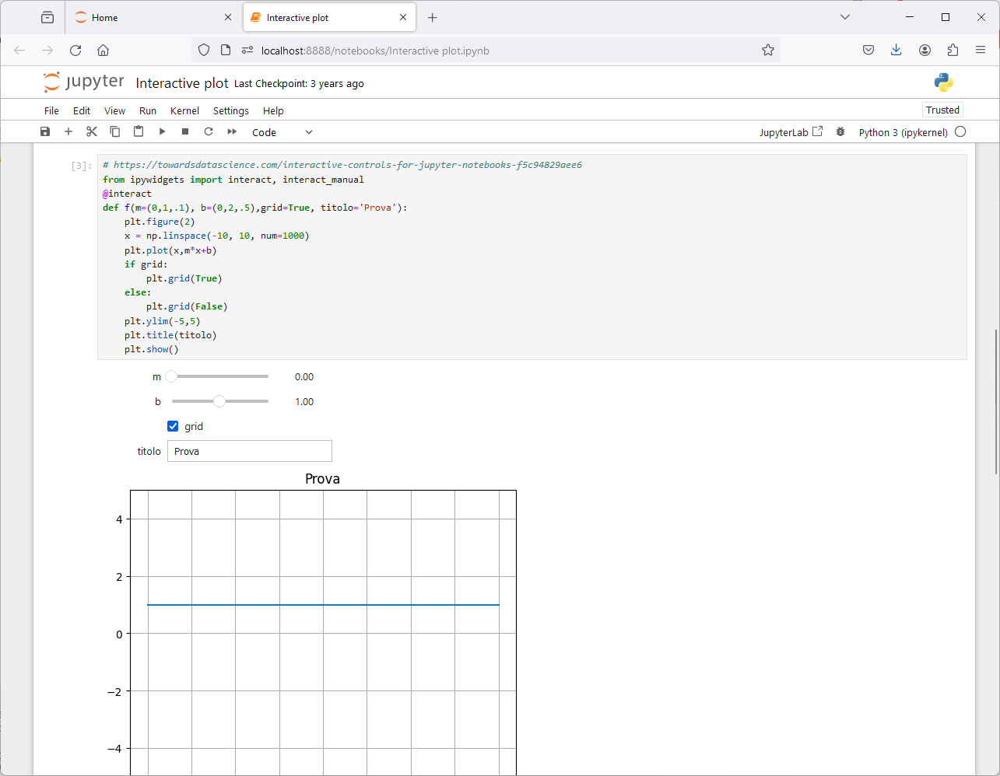 Home
Interactive plot
localhost:8888/notebooks/Interactive plot.ipynb
jupyter Interactive plot Last Checkpoint: 3 years ago
File Edit View Run Kernel Settings Help Trusted
Code JupyterLab Python 3 (ipykernel)
[3]: # https://towardsdatascience.com/interactive-controls-for-jupyter-notebooks-f5c94829aee6
from ipywidgets import interact, interact_manual
@interact
def f(m=(0,1,.1), b=(0,2,.5),grid=True, titolo='Prova'):
    plt.figure(2)
    x = np.linspace(-10, 10, num=1000)
    plt.plot(x,m*x+b)
    if grid:
        plt.grid(True)
    else:
        plt.grid(False)
    plt.ylim(-5,5)
    plt.title(titolo)
    plt.show()
m 0.00
b 1.00
grid
titolo Prova
Prova
4
2
0
−2
−4